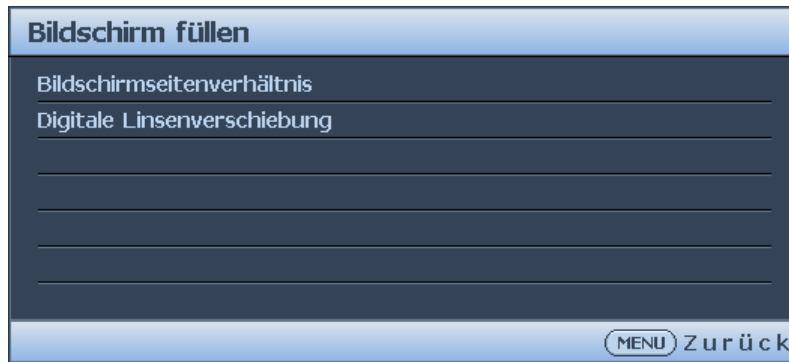 Bildschirm füllen
Bildschirmseitenverhältnis
Digitale Linsenverschiebung
MENU Zurück